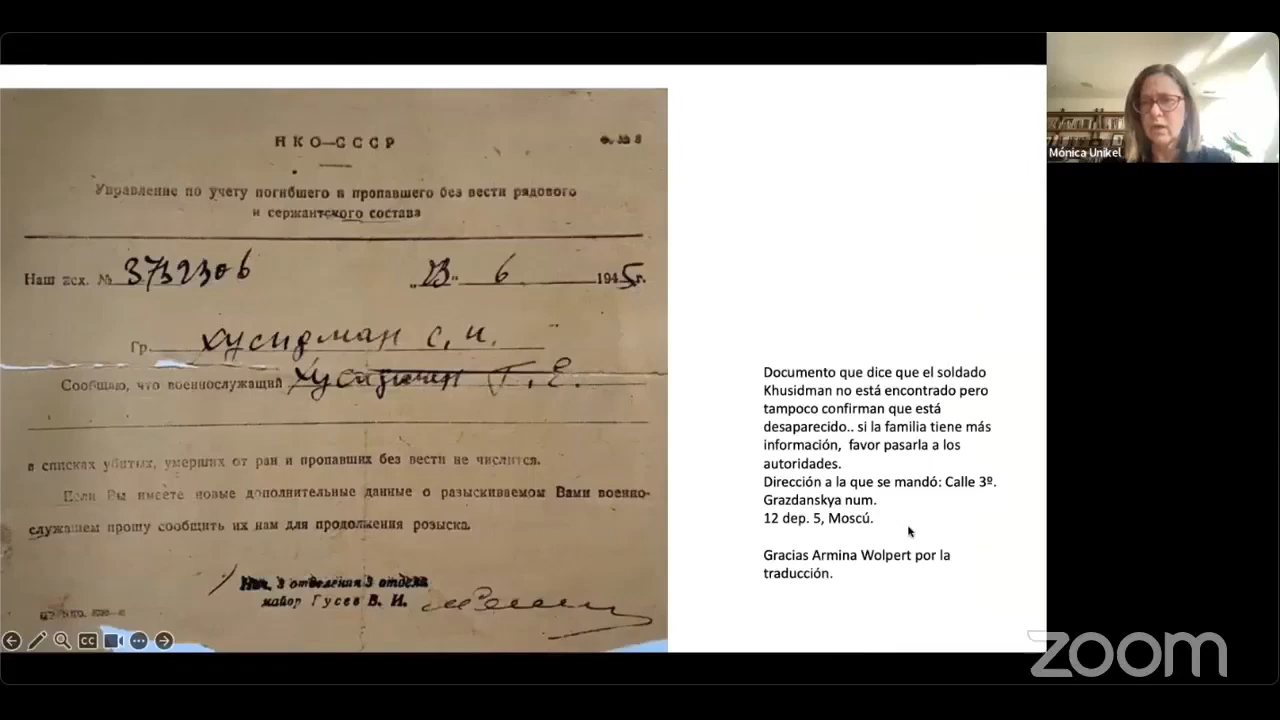 НКО—СССР
Ф. № 8
Управление по учету погибшего и пропавшего без вести рядового
и сержантского состава
Наш исх. № 3732306 „23“ 6 1945г.
Гр. Хусидман С. И.
Сообщаю, что военнослужащий Хусидман Г. Е.
в списках убитых, умерших от ран и пропавших без вести не числится.
Если Вы имеете новые дополнительные данные о разыскиваемом Вами военно-
служащем прошу сообщить их нам для продолжения розыска.
Нач. 3 отделения 3 отдела
майор Гусев В. И.
Documento que dice que el soldado
Khusidman no está encontrado pero
tampoco confirman que está
desaparecido.. si la familia tiene más
información, favor pasarla a los
autoridades.
Dirección a la que se mandó: Calle 3º.
Grazdanskya num.
12 dep. 5, Moscú.
Gracias Armina Wolpert por la
traducción.
Mónica Unikel
CC
zoom